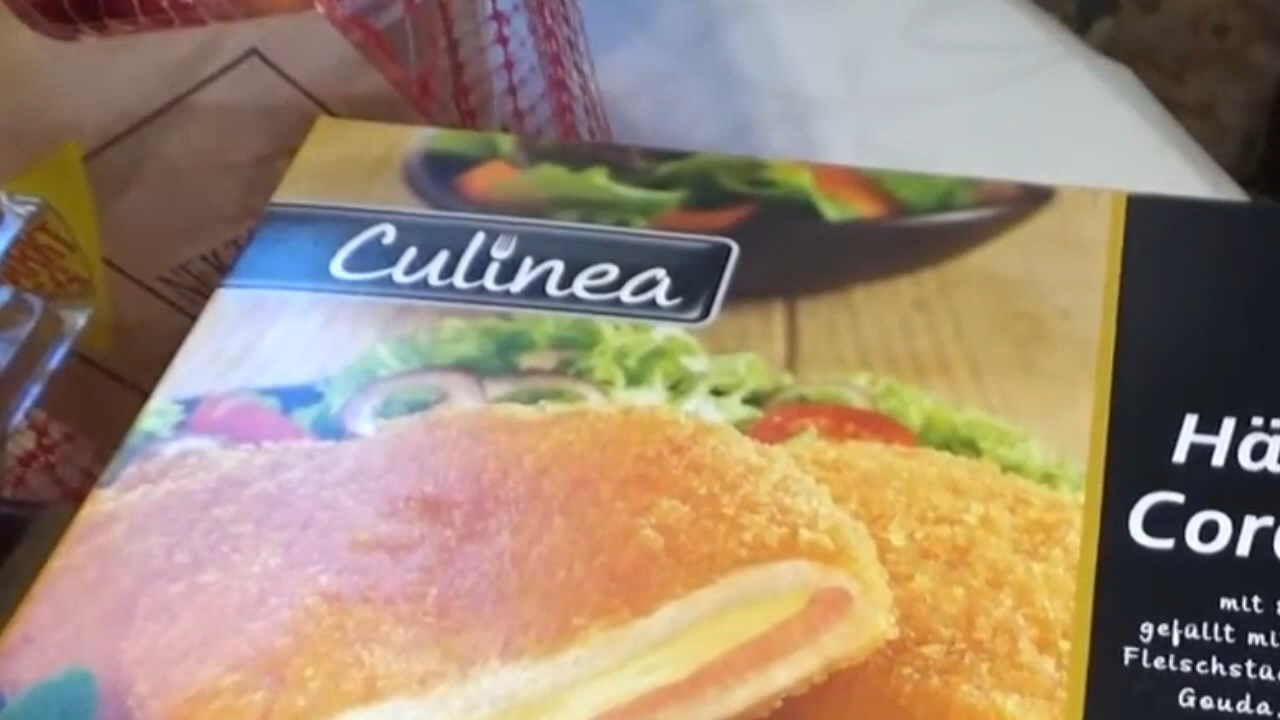 Culinea
Hä
Cor
mit
gefüllt mi
Fleischstü
Gouda,